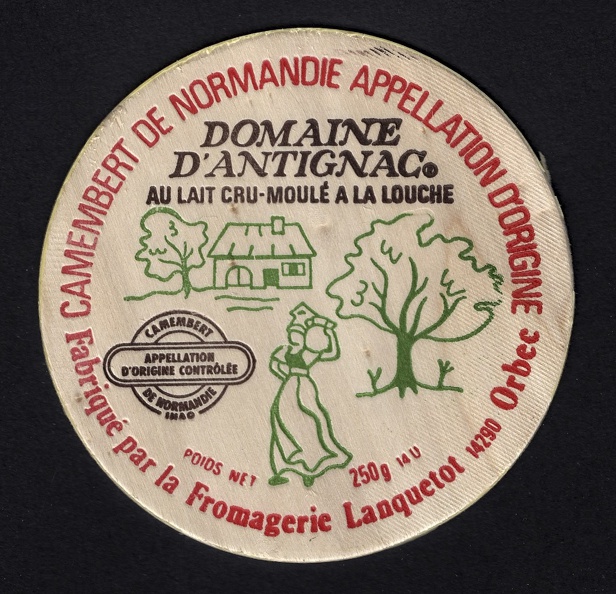 CAMEMBERT DE NORMANDIE APPELLATION D'ORIGINE
DOMAINE
D'ANTIGNAC®
AU LAIT CRU-MOULÉ A LA LOUCHE
CAMEMBERT
APPELLATION
D'ORIGINE CONTRÔLÉE
DE NORMANDIE
INAO
POIDS NET 250g 14 U
Fabriqué par la Fromagerie Lanquetot 14290 Orbec